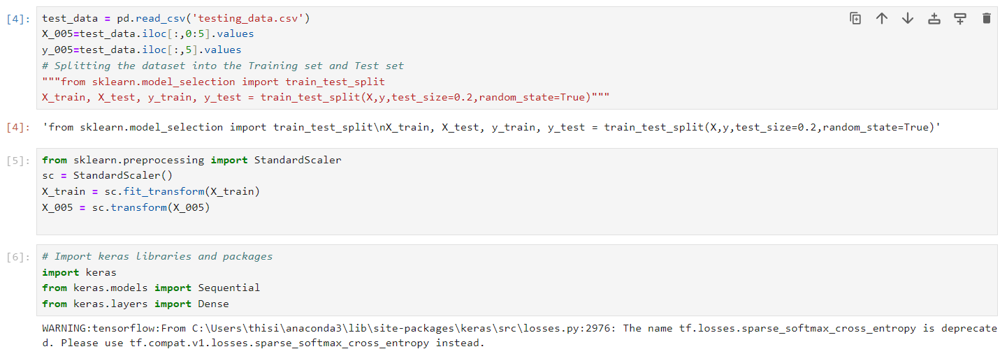 [4]: test_data = pd.read_csv('testing_data.csv')
X_005=test_data.iloc[:,0:5].values
y_005=test_data.iloc[:,5].values
# Splitting the dataset into the Training set and Test set
"""from sklearn.model_selection import train_test_split
X_train, X_test, y_train, y_test = train_test_split(X,y,test_size=0.2,random_state=True)"""
[4]: 'from sklearn.model_selection import train_test_split\nX_train, X_test, y_train, y_test = train_test_split(X,y,test_size=0.2,random_state=True)'
[5]: from sklearn.preprocessing import StandardScaler
sc = StandardScaler()
X_train = sc.fit_transform(X_train)
X_005 = sc.transform(X_005)
[6]: # Import keras libraries and packages
import keras
from keras.models import Sequential
from keras.layers import Dense
WARNING:tensorflow:From C:\Users\thisi\anaconda3\lib\site-packages\keras\src\losses.py:2976: The name tf.losses.sparse_softmax_cross_entropy is deprecate
d. Please use tf.compat.v1.losses.sparse_softmax_cross_entropy instead.